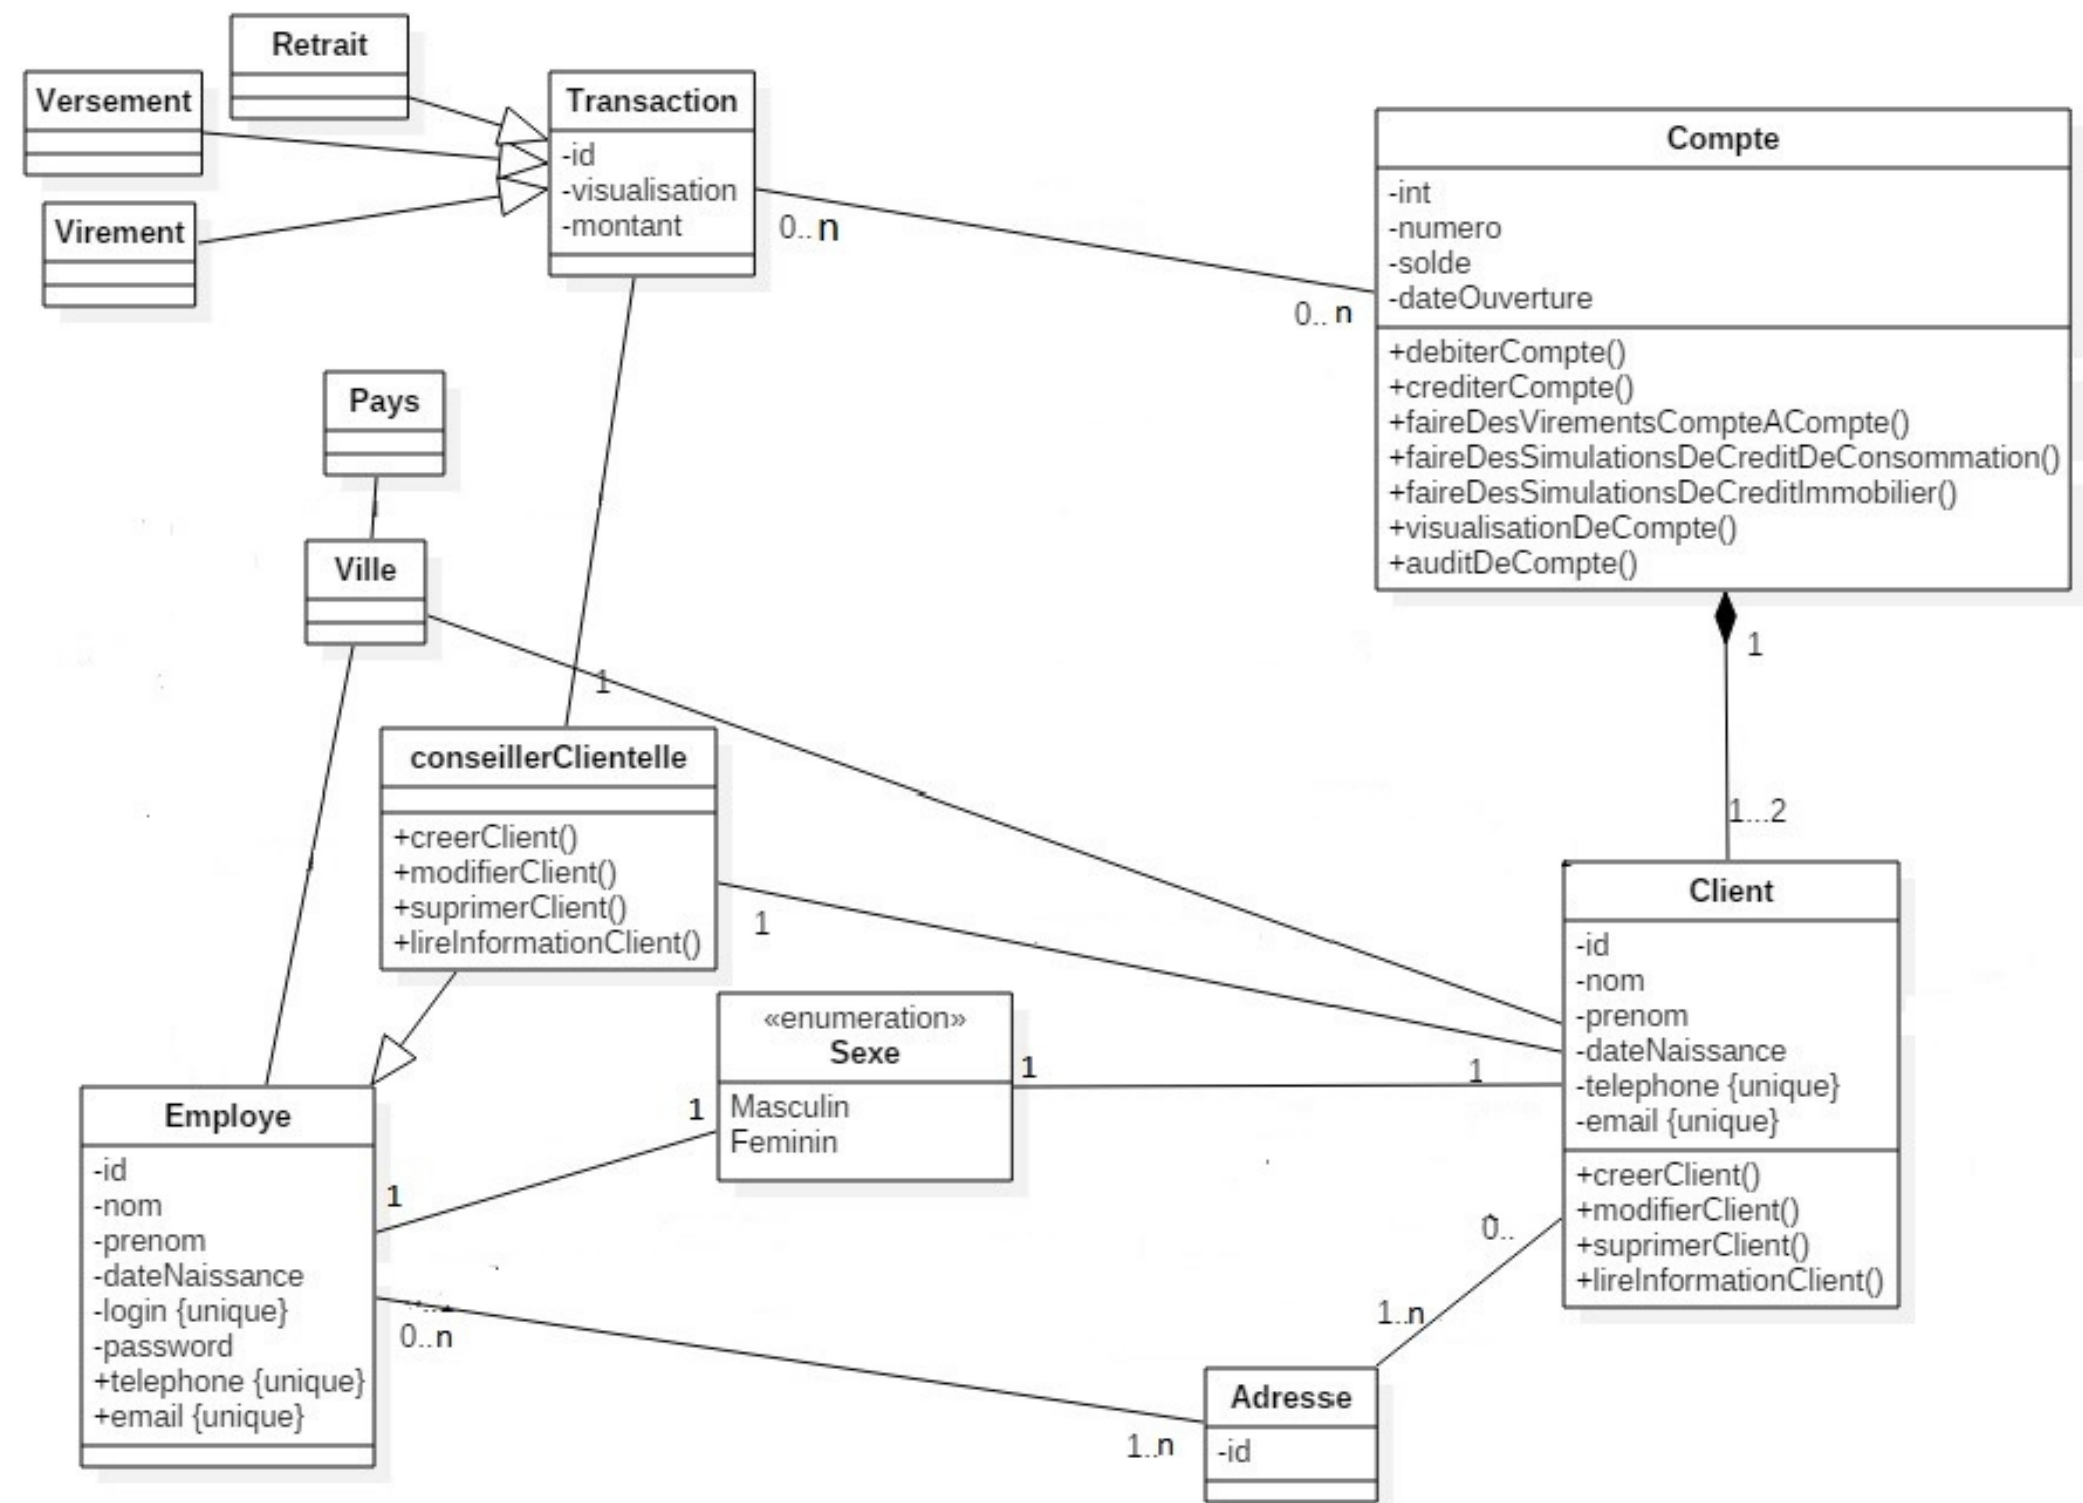 Retrait
Versement
Virement
Transaction
-id
-visualisation
-montant
0..n
0..n
Compte
-int
-numero
-solde
-dateOuverture
+debiterCompte()
+crediterCompte()
+faireDesVirementsCompteACompte()
+faireDesSimulationsDeCreditDeConsommation()
+faireDesSimulationsDeCreditImmobilier()
+visualisationDeCompte()
+auditDeCompte()
1
1...2
Pays
Ville
1
conseillerClientelle
+creerClient()
+modifierClient()
+suprimerClient()
+lireInformationClient()
1
Client
-id
-nom
-prenom
-dateNaissance
-telephone {unique}
-email {unique}
+creerClient()
+modifierClient()
+suprimerClient()
+lireInformationClient()
«enumeration»
Sexe
Masculin
Feminin
1
1
1
1
Employe
-id
-nom
-prenom
-dateNaissance
-login {unique}
-password
+telephone {unique}
+email {unique}
0..n
1..n
0..
1..n
Adresse
-id